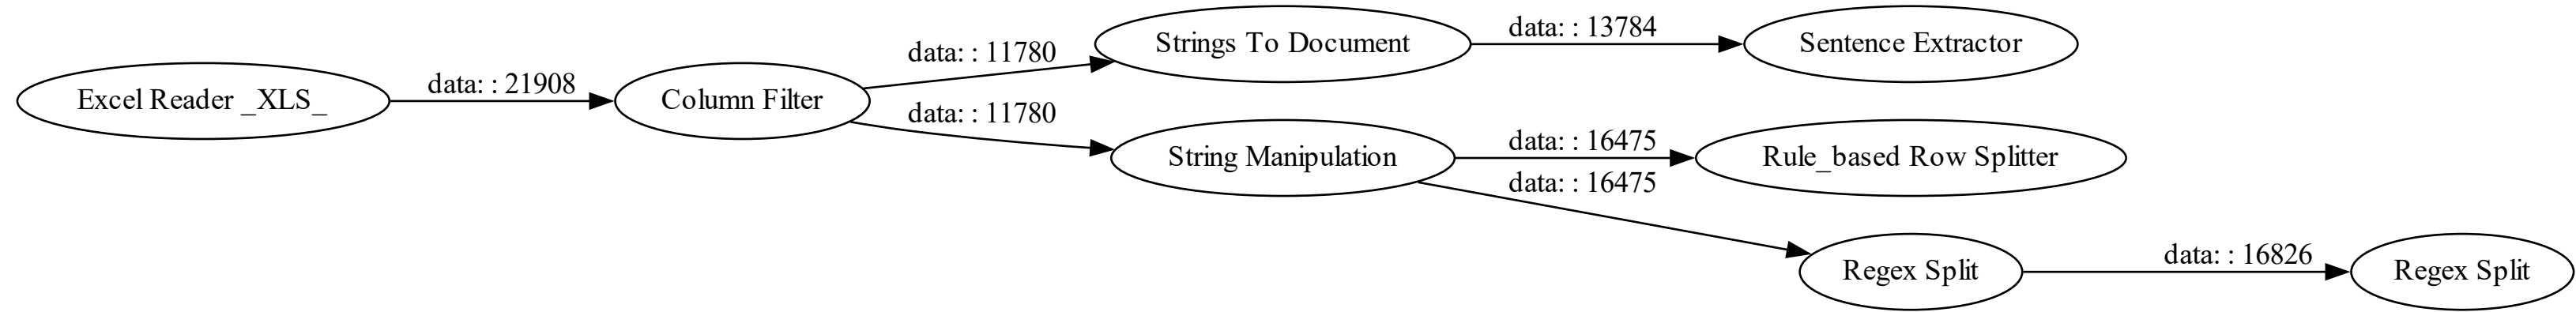 Excel Reader _XLS_
data: : 21908
Column Filter
data: : 11780
Strings To Document
data: : 13784
Sentence Extractor
data: : 11780
String Manipulation
data: : 16475
Rule_based Row Splitter
data: : 16475
Regex Split
data: : 16826
Regex Split